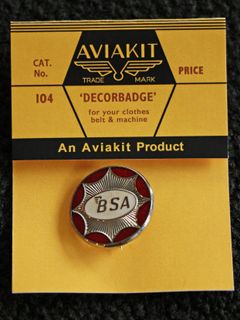 AVIAKIT
TRADE MARK
CAT. No.
PRICE
104
'DECORBADGE'
for your clothes
belt & machine
An Aviakit Product
BSA